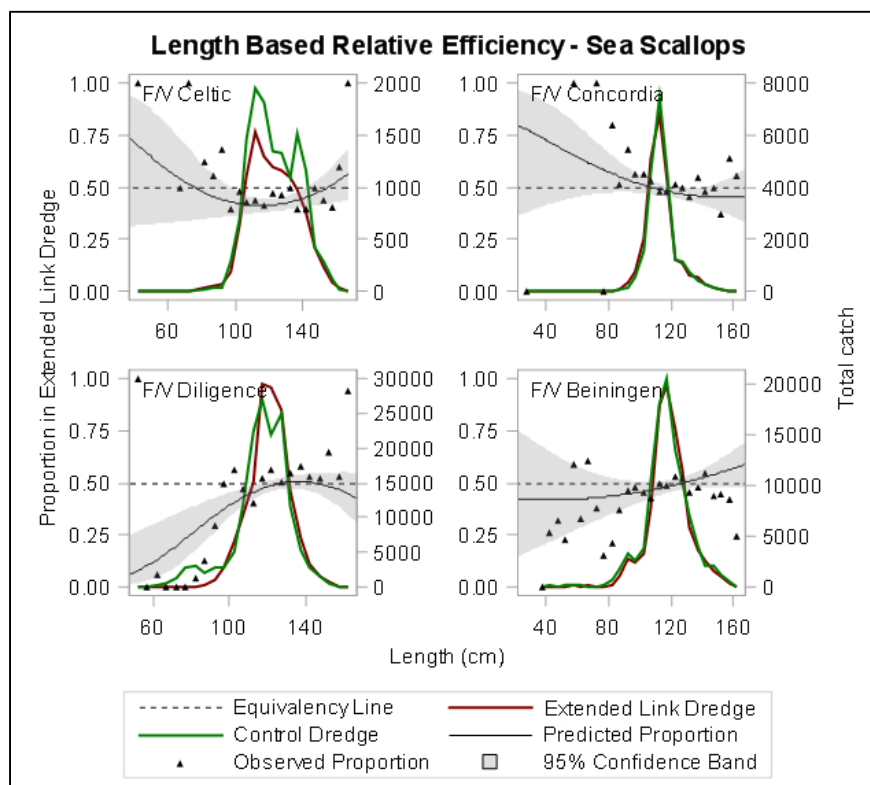 Length Based Relative Efficiency - Sea Scallops
Proportion in Extended Link Dredge
Total catch
F/V Celtic
1.00
0.75
0.50
0.25
0.00
2000
1500
1000
500
0
60 100 140
F/V Concordia
1.00
0.75
0.50
0.25
0.00
8000
6000
4000
2000
0
40 80 120 160
F/V Diligence
1.00
0.75
0.50
0.25
0.00
30000
25000
20000
15000
10000
5000
0
60 100 140
F/V Beiningen
1.00
0.75
0.50
0.25
0.00
20000
15000
10000
5000
0
40 80 120 160
Length (cm)
Equivalency Line Extended Link Dredge
Control Dredge Predicted Proportion
Observed Proportion 95% Confidence Band